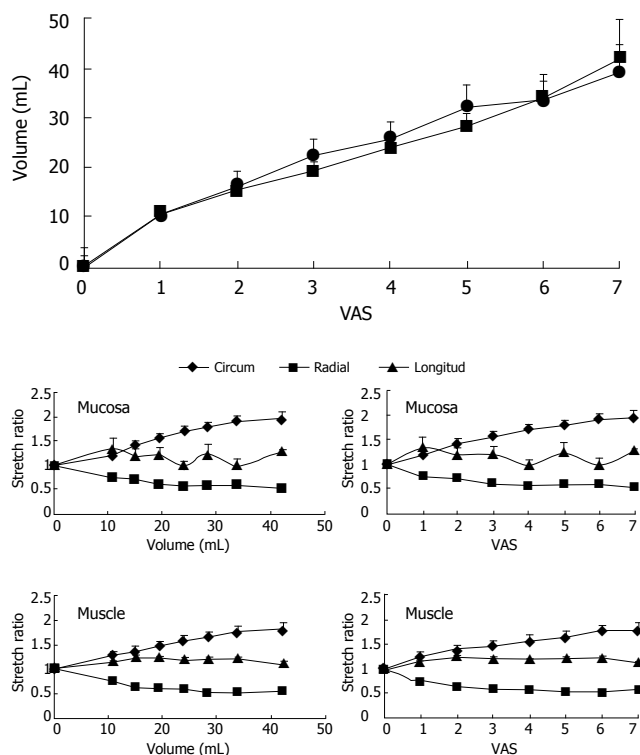 50
40
30
20
10
0
Volume (mL)
0 1 2 3 4 5 6 7
VAS
Circum Radial Longitud
2.5
2
1.5
1
0.5
0
Stretch ratio
Mucosa
0 10 20 30 40 50
Volume (mL)
2.5
2
1.5
1
0.5
0
Stretch ratio
Mucosa
0 1 2 3 4 5 6 7
VAS
2.5
2
1.5
1
0.5
0
Stretch ratio
Muscle
0 10 20 30 40 50
Volume (mL)
2.5
2
1.5
1
0.5
0
Stretch ratio
Muscle
0 1 2 3 4 5 6 7
VAS